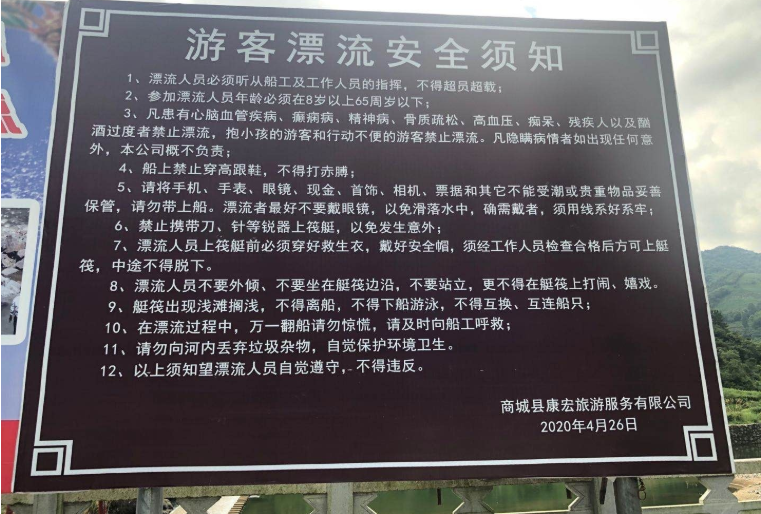 游客漂流安全须知
1、漂流人员必须听从船工及工作人员的指挥，不得超员超载；
2、参加漂流人员年龄必须在8岁以上65周岁以下；
3、凡患有心脑血管疾病、癫痫病、精神病、骨质疏松、高血压、痴呆、残疾人以及酗
酒过度者禁止漂流，抱小孩的游客和行动不便的游客禁止漂流。凡隐瞒病情者如出现任何意
外，本公司概不负责；
4、船上禁止穿高跟鞋，不得打赤膊；
5、请将手机、手表、眼镜、现金、首饰、相机、票据和其它不能受潮或贵重物品妥善
保管，请勿带上船。漂流者最好不要戴眼镜，以免滑落水中，确需戴者，须用线系好系牢；
6、禁止携带刀、针等锐器上筏艇，以免发生意外；
7、漂流人员上筏艇前必须穿好救生衣，戴好安全帽，须经工作人员检查合格后方可上艇
筏，中途不得脱下。
8、漂流人员不要外倾、不要坐在艇筏边沿，不要站立，更不得在艇筏上打闹、嬉戏。
9、艇筏出现浅滩搁浅，不得离船，不得下船游泳，不得互换、互连船只；
10、在漂流过程中，万一翻船请勿惊慌，请及时向船工呼救；
11、请勿向河内丢弃垃圾杂物，自觉保护环境卫生。
12、以上须知望漂流人员自觉遵守，不得违反。
商城县康宏旅游服务有限公司
2020年4月26日